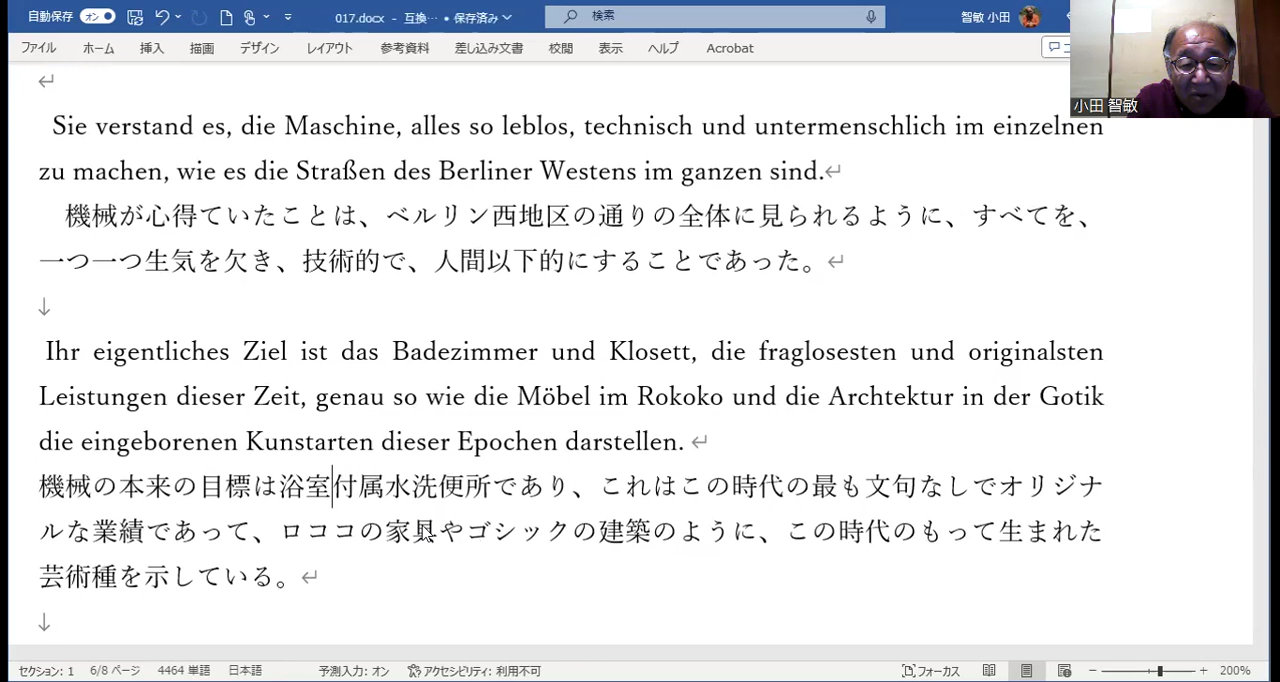 自動保存 オン 017.docx - 互換… • 保存済み 検索 智敏 小田
ファイル ホーム 挿入 描画 デザイン レイアウト 参考資料 差し込み文書 校閲 表示 ヘルプ Acrobat
小田 智敏
Sie verstand es, die Maschine, alles so leblos, technisch und untermenschlich im einzelnen
zu machen, wie es die Straßen des Berliner Westens im ganzen sind.
機械が心得ていたことは、ベルリン西地区の通りの全体に見られるように、すべてを、
一つ一つ生気を欠き、技術的で、人間以下的にすることであった。
Ihr eigentliches Ziel ist das Badezimmer und Klosett, die fraglosesten und originalsten
Leistungen dieser Zeit, genau so wie die Möbel im Rokoko und die Archtektur in der Gotik
die eingeborenen Kunstarten dieser Epochen darstellen.
機械の本来の目標は浴室付属水洗便所であり、これはこの時代の最も文句なしでオリジナ
ルな業績であって、ロココの家具やゴシックの建築のように、この時代のもって生まれた
芸術種を示している。
セクション: 1 6/8 ページ 4464 単語 日本語 予測入力: オン アクセシビリティ: 利用不可 フォーカス 200%